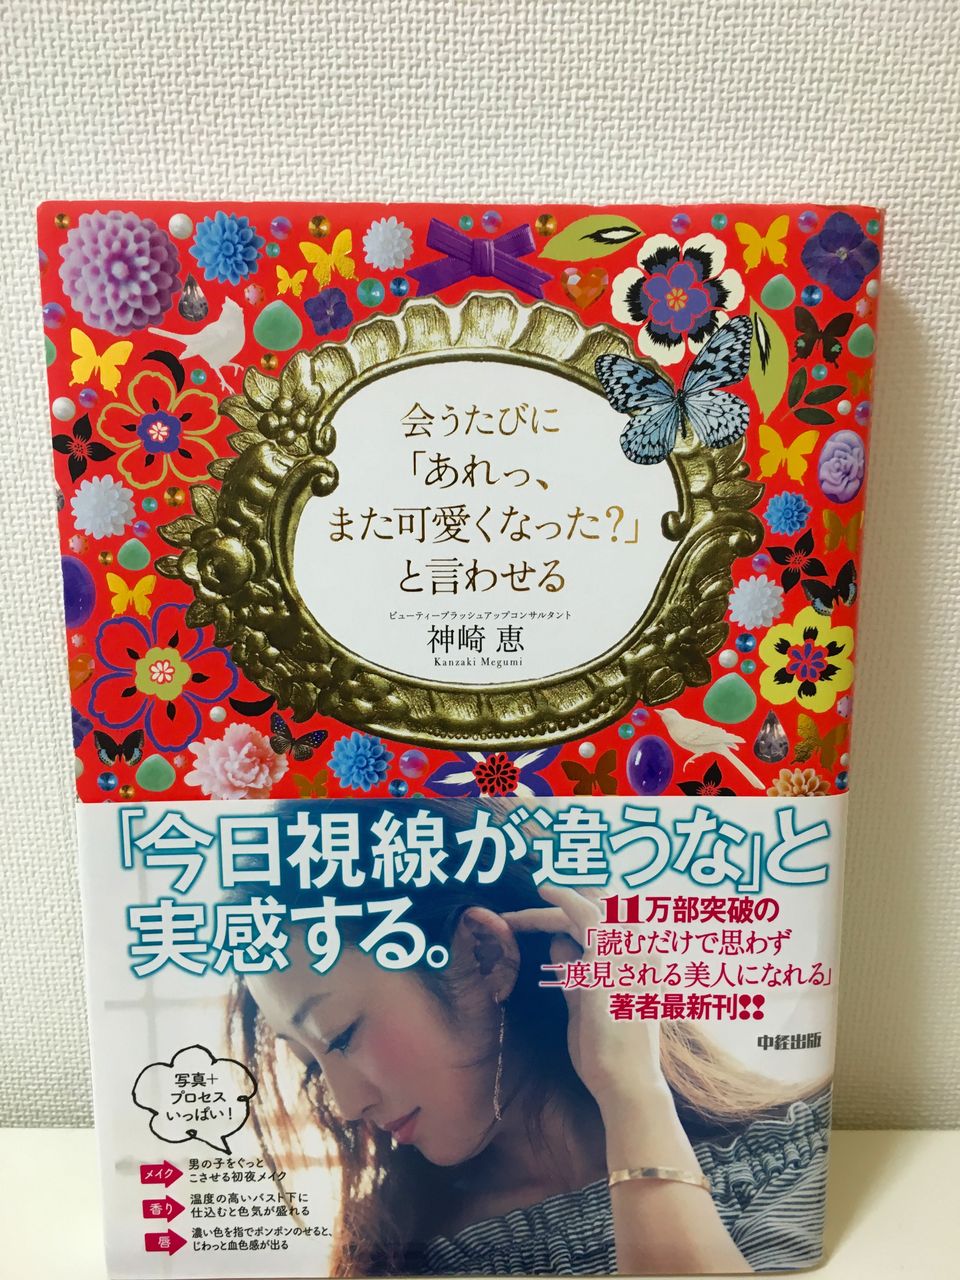 会うたびに
「あれっ、
また可愛くなった?」
と言わせる
ビューティーブラッシュアップコンサルタント
神崎 恵
Kanzaki Megumi
「今日視線が違うな」と
実感する。
11万部突破の
「読むだけで思わず
二度見される美人になれる」
著者最新刊!!
中経出版
写真+
プロセス
いっぱい!
メイク
男の子をぐっと
こさせる初夜メイク
香り
温度の高いバスト下に
仕込むと色気が盛れる
唇
濃い色を指でポンポンのせると、
じわっと血色感が出る